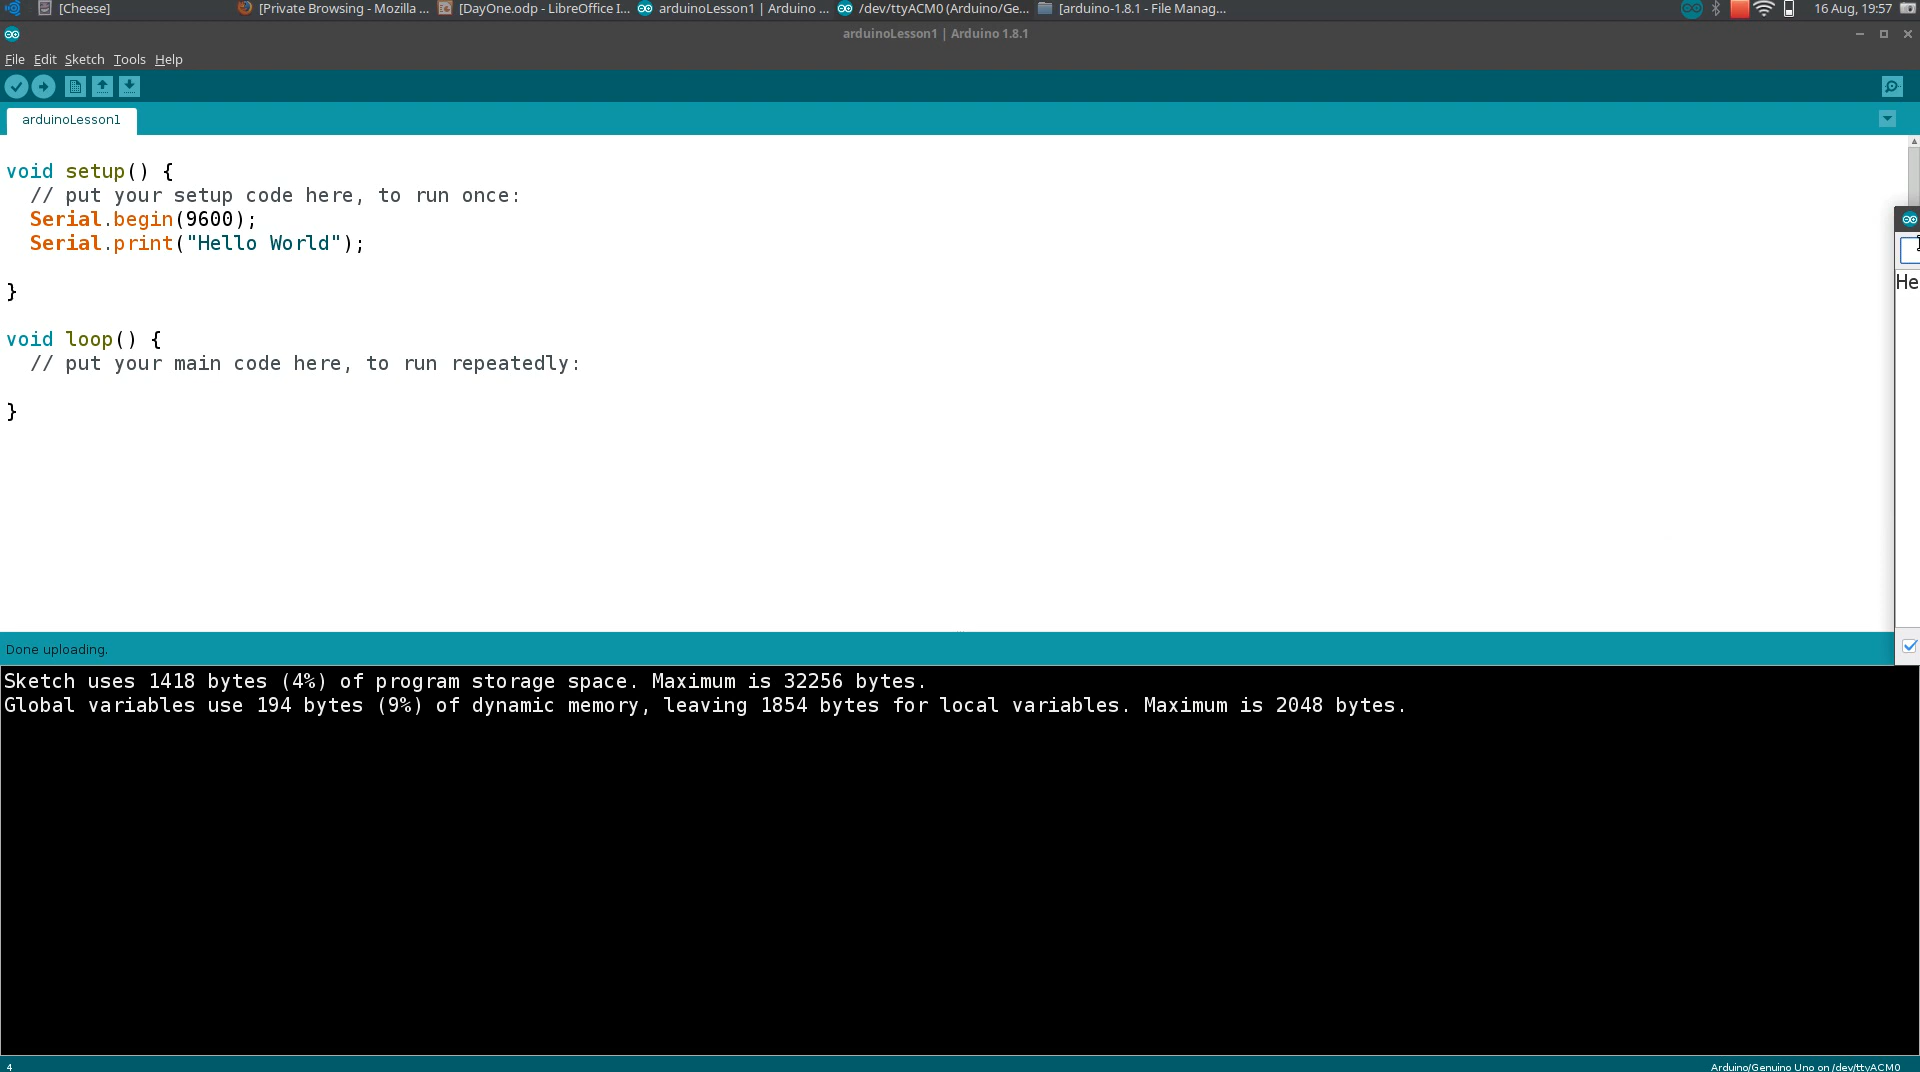 [Cheese] [Private Browsing - Mozilla ... [DayOne.odp - LibreOffice I... arduinoLesson1 | Arduino ... /dev/ttyACM0 (Arduino/Ge... [arduino-1.8.1 - File Manag... 16 Aug, 19:57
arduinoLesson1 | Arduino 1.8.1
File Edit Sketch Tools Help
arduinoLesson1
void setup() {
// put your setup code here, to run once:
Serial.begin(9600);
Serial.print("Hello World");
}
void loop() {
// put your main code here, to run repeatedly:
}
He
Done uploading.
Sketch uses 1418 bytes (4%) of program storage space. Maximum is 32256 bytes.
Global variables use 194 bytes (9%) of dynamic memory, leaving 1854 bytes for local variables. Maximum is 2048 bytes.
4 Arduino/Genuino Uno on /dev/ttyACM0